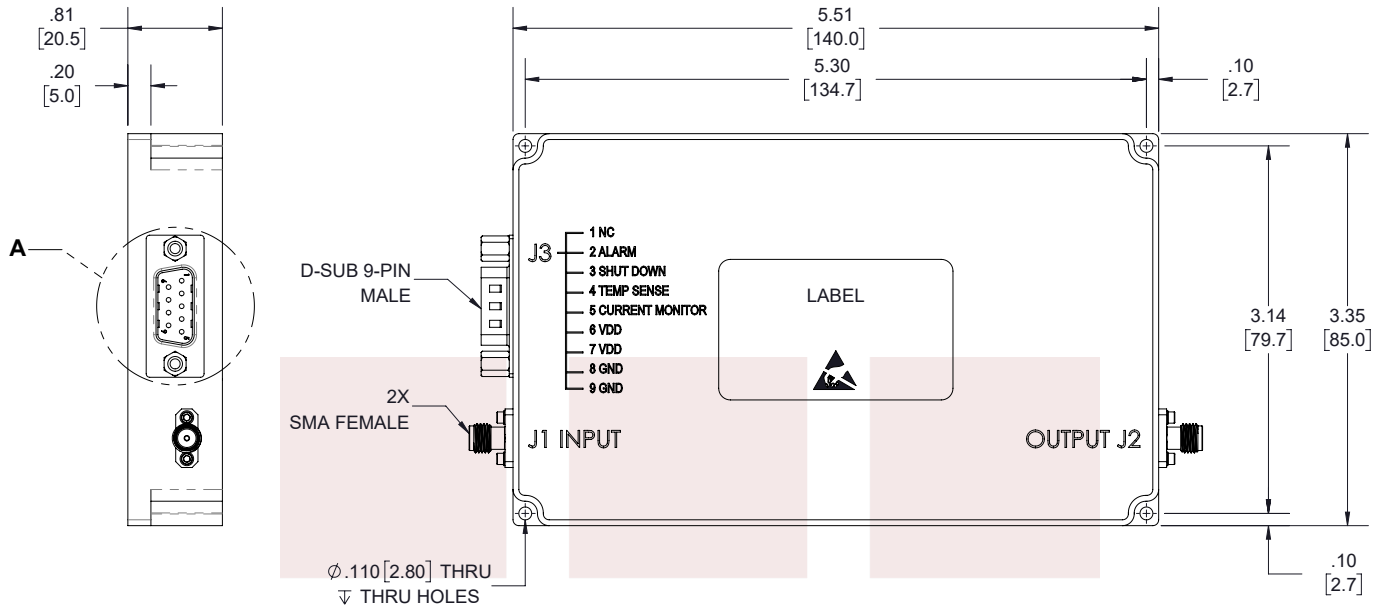 .81
[20.5]
.20
[5.0]
5.51
[140.0]
5.30
[134.7]
.10
[2.7]
A
D-SUB 9-PIN
MALE
J3
1 NC
2 ALARM
3 SHUT DOWN
4 TEMP SENSE
5 CURRENT MONITOR
6 VDD
7 VDD
8 GND
9 GND
LABEL
3.14
[79.7]
3.35
[85.0]
2X
SMA FEMALE
J1 INPUT
OUTPUT J2
∅.110[2.80] THRU
↧ THRU HOLES
.10
[2.7]